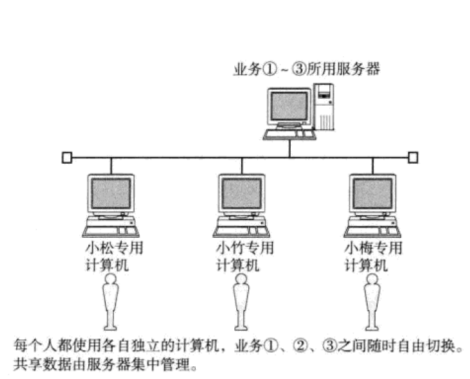 业务①~③所用服务器
小松专用
计算机
小竹专用
计算机
小梅专用
计算机
每个人都使用各自独立的计算机，业务①、②、③之间随时自由切换。
共享数据由服务器集中管理。